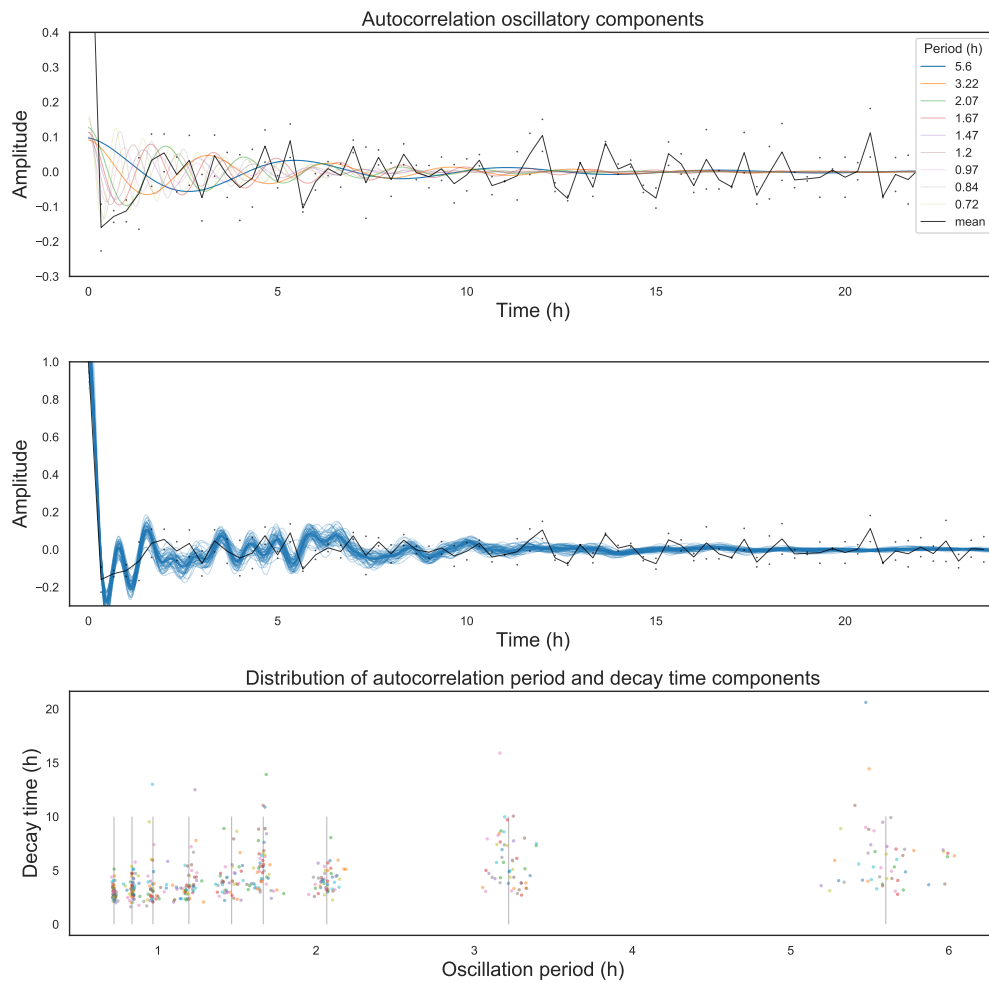 Autocorrelation oscillatory components
0.4
0.3
0.2
0.1
0.0
−0.1
−0.2
−0.3
Amplitude
Period (h)
5.6
3.22
2.07
1.67
1.47
1.2
0.97
0.84
0.72
mean
0 5 10 15 20
Time (h)
1.0
0.8
0.6
0.4
0.2
0.0
−0.2
Amplitude
0 5 10 15 20
Time (h)
Distribution of autocorrelation period and decay time components
20
15
10
5
0
Decay time (h)
1 2 3 4 5 6
Oscillation period (h)